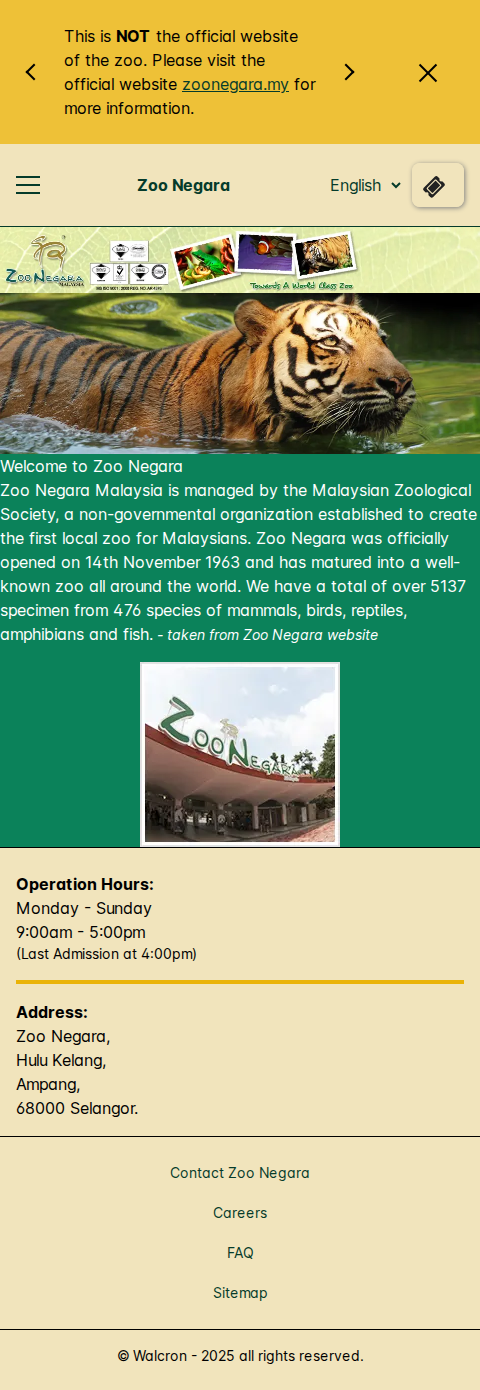 This is NOT the official website
of the zoo. Please visit the
official website zoonegara.my for
more information.
Zoo Negara
English
ZOO NEGARA
MALAYSIA
Towards A World Class Zoo
Welcome to Zoo Negara
Zoo Negara Malaysia is managed by the Malaysian Zoological
Society, a non-governmental organization established to create
the first local zoo for Malaysians. Zoo Negara was officially
opened on 14th November 1963 and has matured into a well-
known zoo all around the world. We have a total of over 5137
specimen from 476 species of mammals, birds, reptiles,
amphibians and fish. - taken from Zoo Negara website
ZOO NEGARA
Operation Hours:
Monday - Sunday
9:00am - 5:00pm
(Last Admission at 4:00pm)
Address:
Zoo Negara,
Hulu Kelang,
Ampang,
68000 Selangor.
Contact Zoo Negara
Careers
FAQ
Sitemap
© Walcron - 2025 all rights reserved.